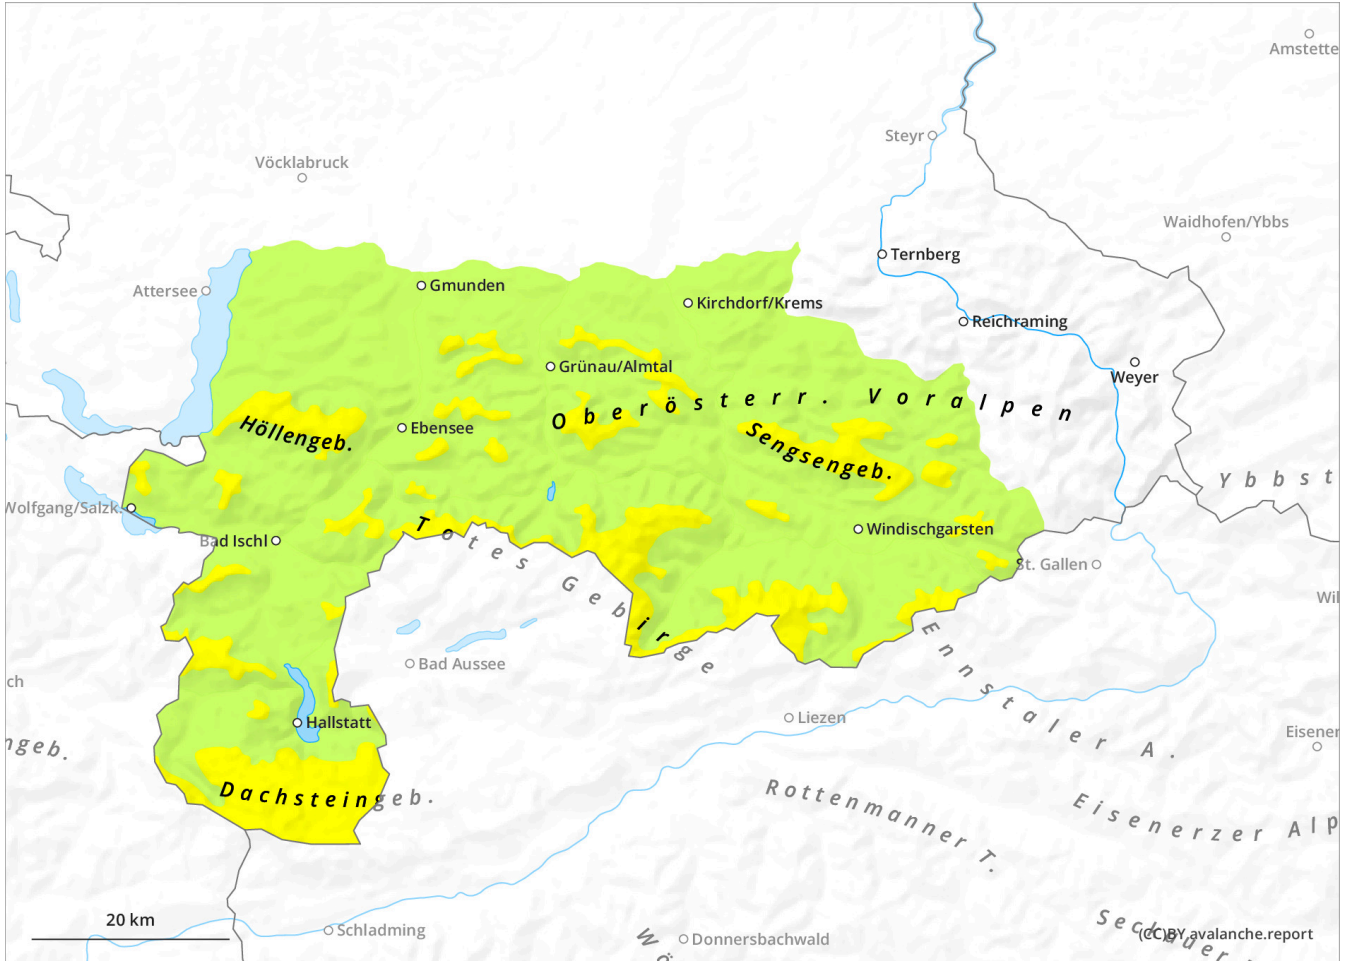 Amstette
Steyr
Vöcklabruck
Waidhofen/Ybbs
Ternberg
Attersee
Gmunden
Kirchdorf/Krems
Reichraming
Grünau/Almtal
Weyer
Oberösterr. Voralpen
Höllengeb.
Ebensee
Sengsengeb.
Ybbst
Wolfgang/Salzk.
Totes Gebirge
Windischgarsten
Bad Ischl
St. Gallen
Wil
Ennstaler A.
Bad Aussee
ch
Hallstatt
Liezen
Eisener
ngeb.
Dachsteingeb.
Rottenmanner T.
Eisenerzer Alp
20 km
Seckauer
Schladming
Donnersbachwald
Wö
(CC)BY avalanche.report